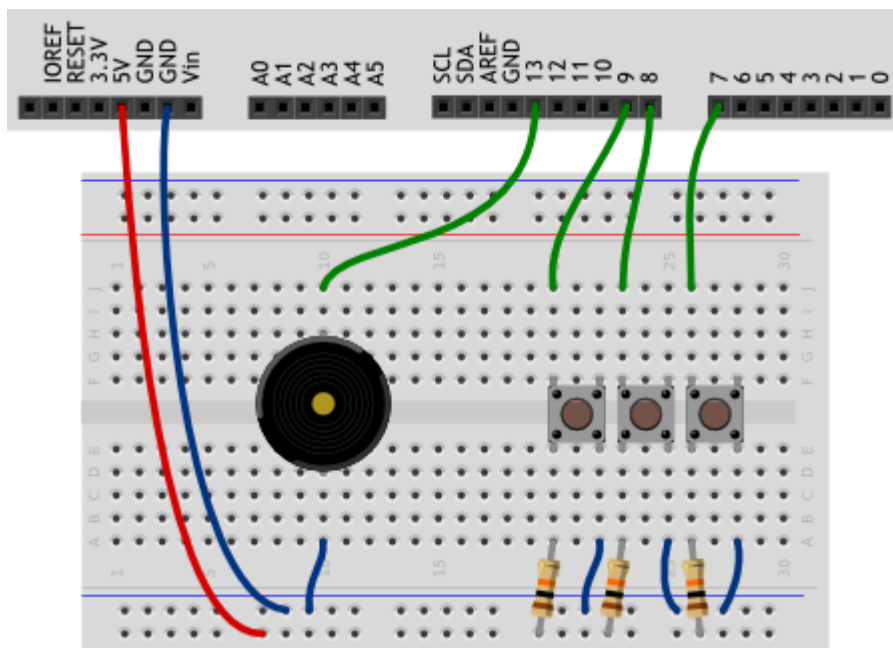 IOREF
RESET
3.3V
5V
GND
GND
Vin
A0
A1
A2
A3
A4
A5
SCL
SDA
AREF
GND
13
12
11
10
9
8
7
6
5
4
3
2
1
0
1 5 10 15 25 30
J J
I I
H H
G G
F F
E E
D D
C C
B B
A A
1 5 10 15 25 30